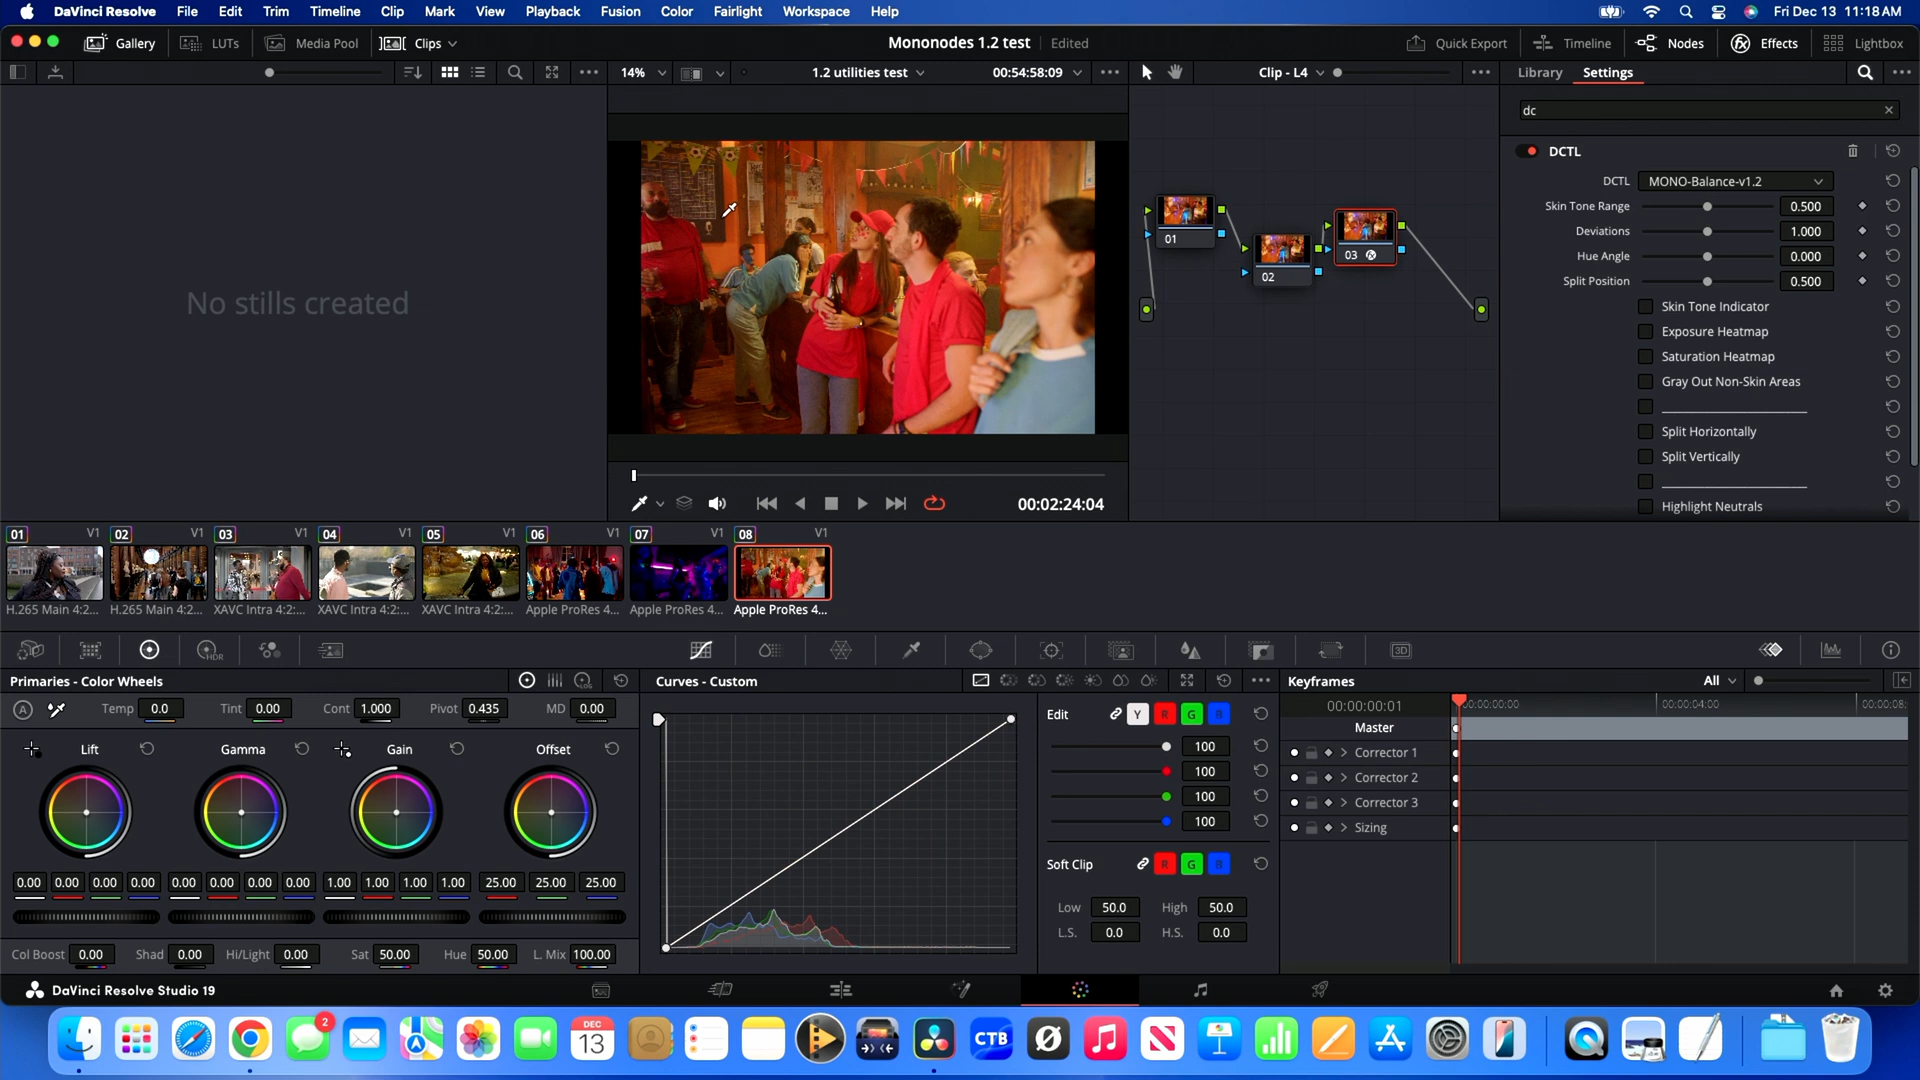 DaVinci Resolve File Edit Trim Timeline Clip Mark View Playback Fusion Color Fairlight Workspace Help Fri Dec 13 11:18 AM
Gallery LUTs Media Pool Clips Mononodes 1.2 test Edited Quick Export Timeline Nodes Effects Lightbox
14% 1.2 utilities test 00:54:58:09 Clip - L4 Library Settings
dc
DCTL
DCTL MONO-Balance-v1.2
Skin Tone Range 0.500
Deviations 1.000
Hue Angle 0.000
Split Position 0.500
Skin Tone Indicator
Exposure Heatmap
Saturation Heatmap
Gray Out Non-Skin Areas
Split Horizontally
Split Vertically
Highlight Neutrals
No stills created
01
02
03
00:02:24:04
01 V1 02 V1 03 V1 04 V1 05 V1 06 V1 07 V1 08 V1
H.265 Main 4:2... H.265 Main 4:2... XAVC Intra 4:2:... XAVC Intra 4:2:... XAVC Intra 4:2:... Apple ProRes 4... Apple ProRes 4... Apple ProRes 4...
HDR 3D
Primaries - Color Wheels
LOG
A Temp 0.0 Tint 0.00 Cont 1.000 Pivot 0.435 MD 0.00
Lift Gamma Gain Offset
0.00 0.00 0.00 0.00 0.00 0.00 0.00 0.00 1.00 1.00 1.00 1.00 25.00 25.00 25.00
Col Boost 0.00 Shad 0.00 Hi/Light 0.00 Sat 50.00 Hue 50.00 L. Mix 100.00
Curves - Custom
Edit Y R G B
100
100
100
100
Soft Clip R G B
Low 50.0 High 50.0
L.S. 0.0 H.S. 0.0
Keyframes All
00:00:00:01 00:00:00:00 00:00:04:00 00:00:08:
Master
Corrector 1
Corrector 2
Corrector 3
Sizing
DaVinci Resolve Studio 19
2
DEC
13
CTB